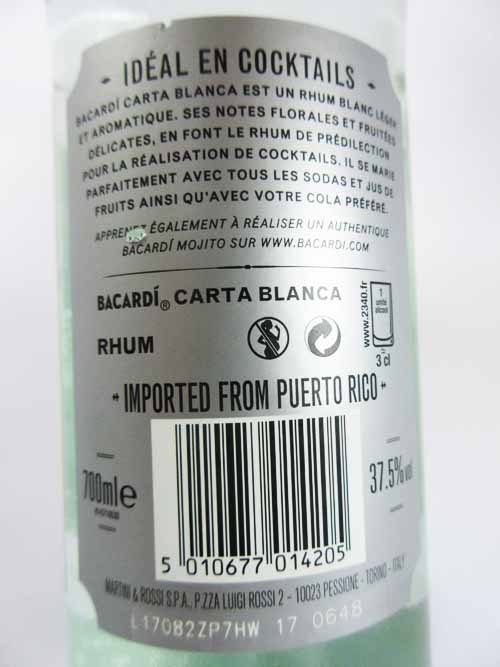 IDÉAL EN COCKTAILS
BACARDÍ CARTA BLANCA EST UN RHUM BLANC LÉGER
ET AROMATIQUE. SES NOTES FLORALES ET FRUITÉES
DÉLICATES, EN FONT LE RHUM DE PRÉDILECTION
POUR LA RÉALISATION DE COCKTAILS. IL SE MARIE
PARFAITEMENT AVEC TOUS LES SODAS ET JUS DE
FRUITS AINSI QU'AVEC VOTRE COLA PRÉFÉRÉ.
APPRENEZ ÉGALEMENT À RÉALISER UN AUTHENTIQUE
BACARDÍ MOJITO SUR WWW.BACARDI.COM
BACARDÍ® CARTA BLANCA
RHUM
www.2340.fr
1
unité
alcool
=
3 cl
IMPORTED FROM PUERTO RICO
700ml e
37.5% vol
5 010677 014205
MARTINI & ROSSI S.P.A., P.ZZA LUIGI ROSSI 2 - 10023 PESSIONE - TORINO - ITALY
L17082ZP7HW 17 0648